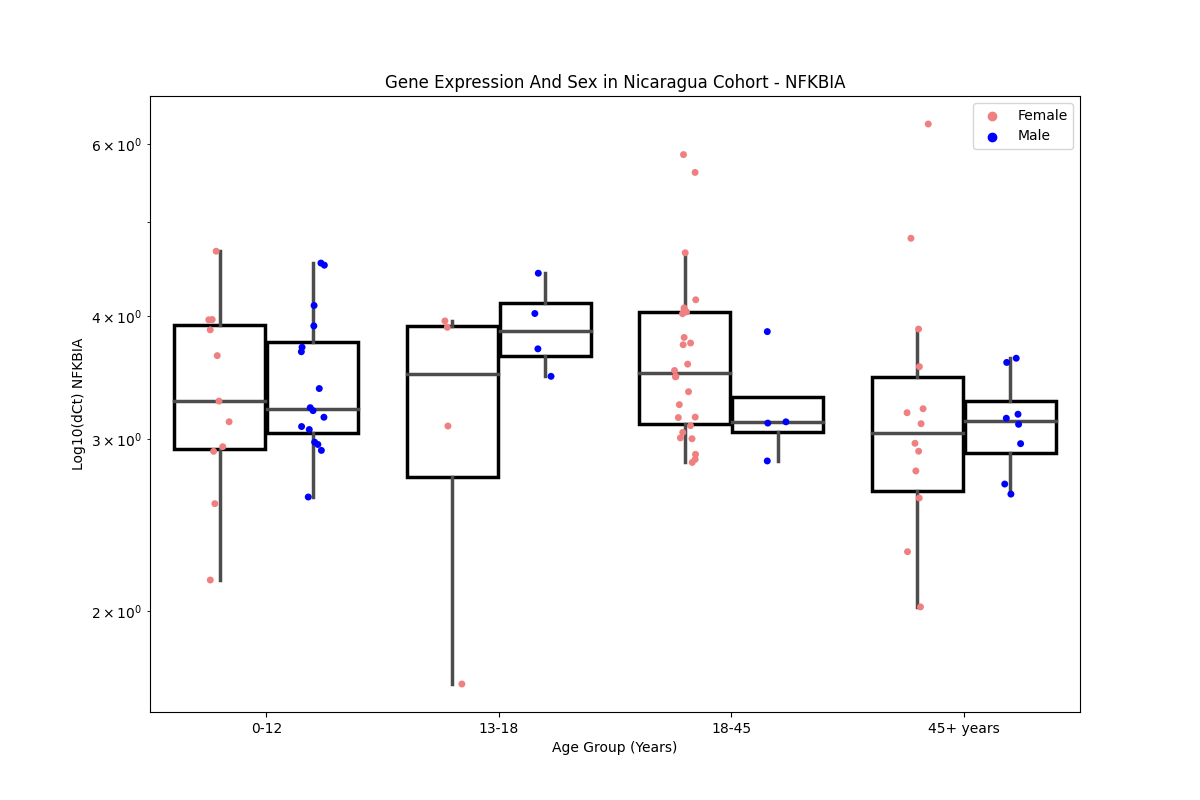 Gene Expression And Sex in Nicaragua Cohort - NFKBIA
Female
Male
6 × 10⁰
4 × 10⁰
3 × 10⁰
2 × 10⁰
Log10(dCt) NFKBIA
0-12
13-18
18-45
45+ years
Age Group (Years)